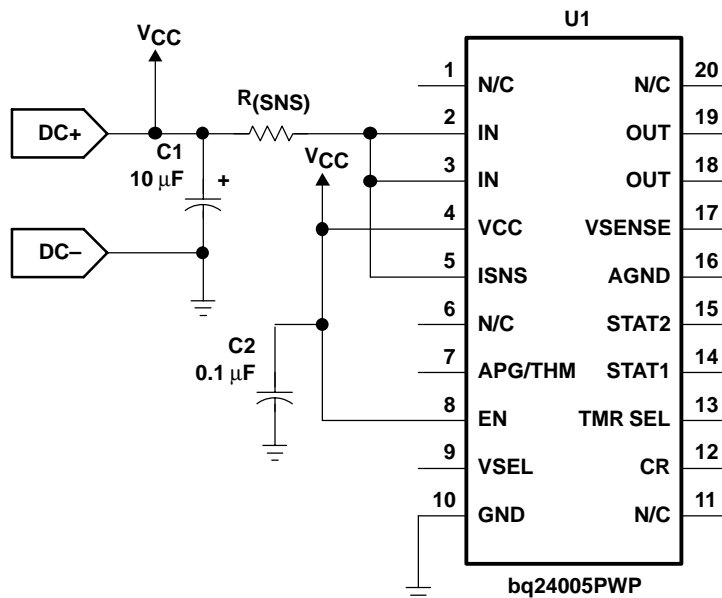 U1
VCC
DC+
C1
10 μF
+
R(SNS)
VCC
DC–
C2
0.1 μF
1 N/C N/C 20
2 IN OUT 19
3 IN OUT 18
4 VCC VSENSE 17
5 ISNS AGND 16
6 N/C STAT2 15
7 APG/THM STAT1 14
8 EN TMR SEL 13
9 VSEL CR 12
10 GND N/C 11
bq24005PWP